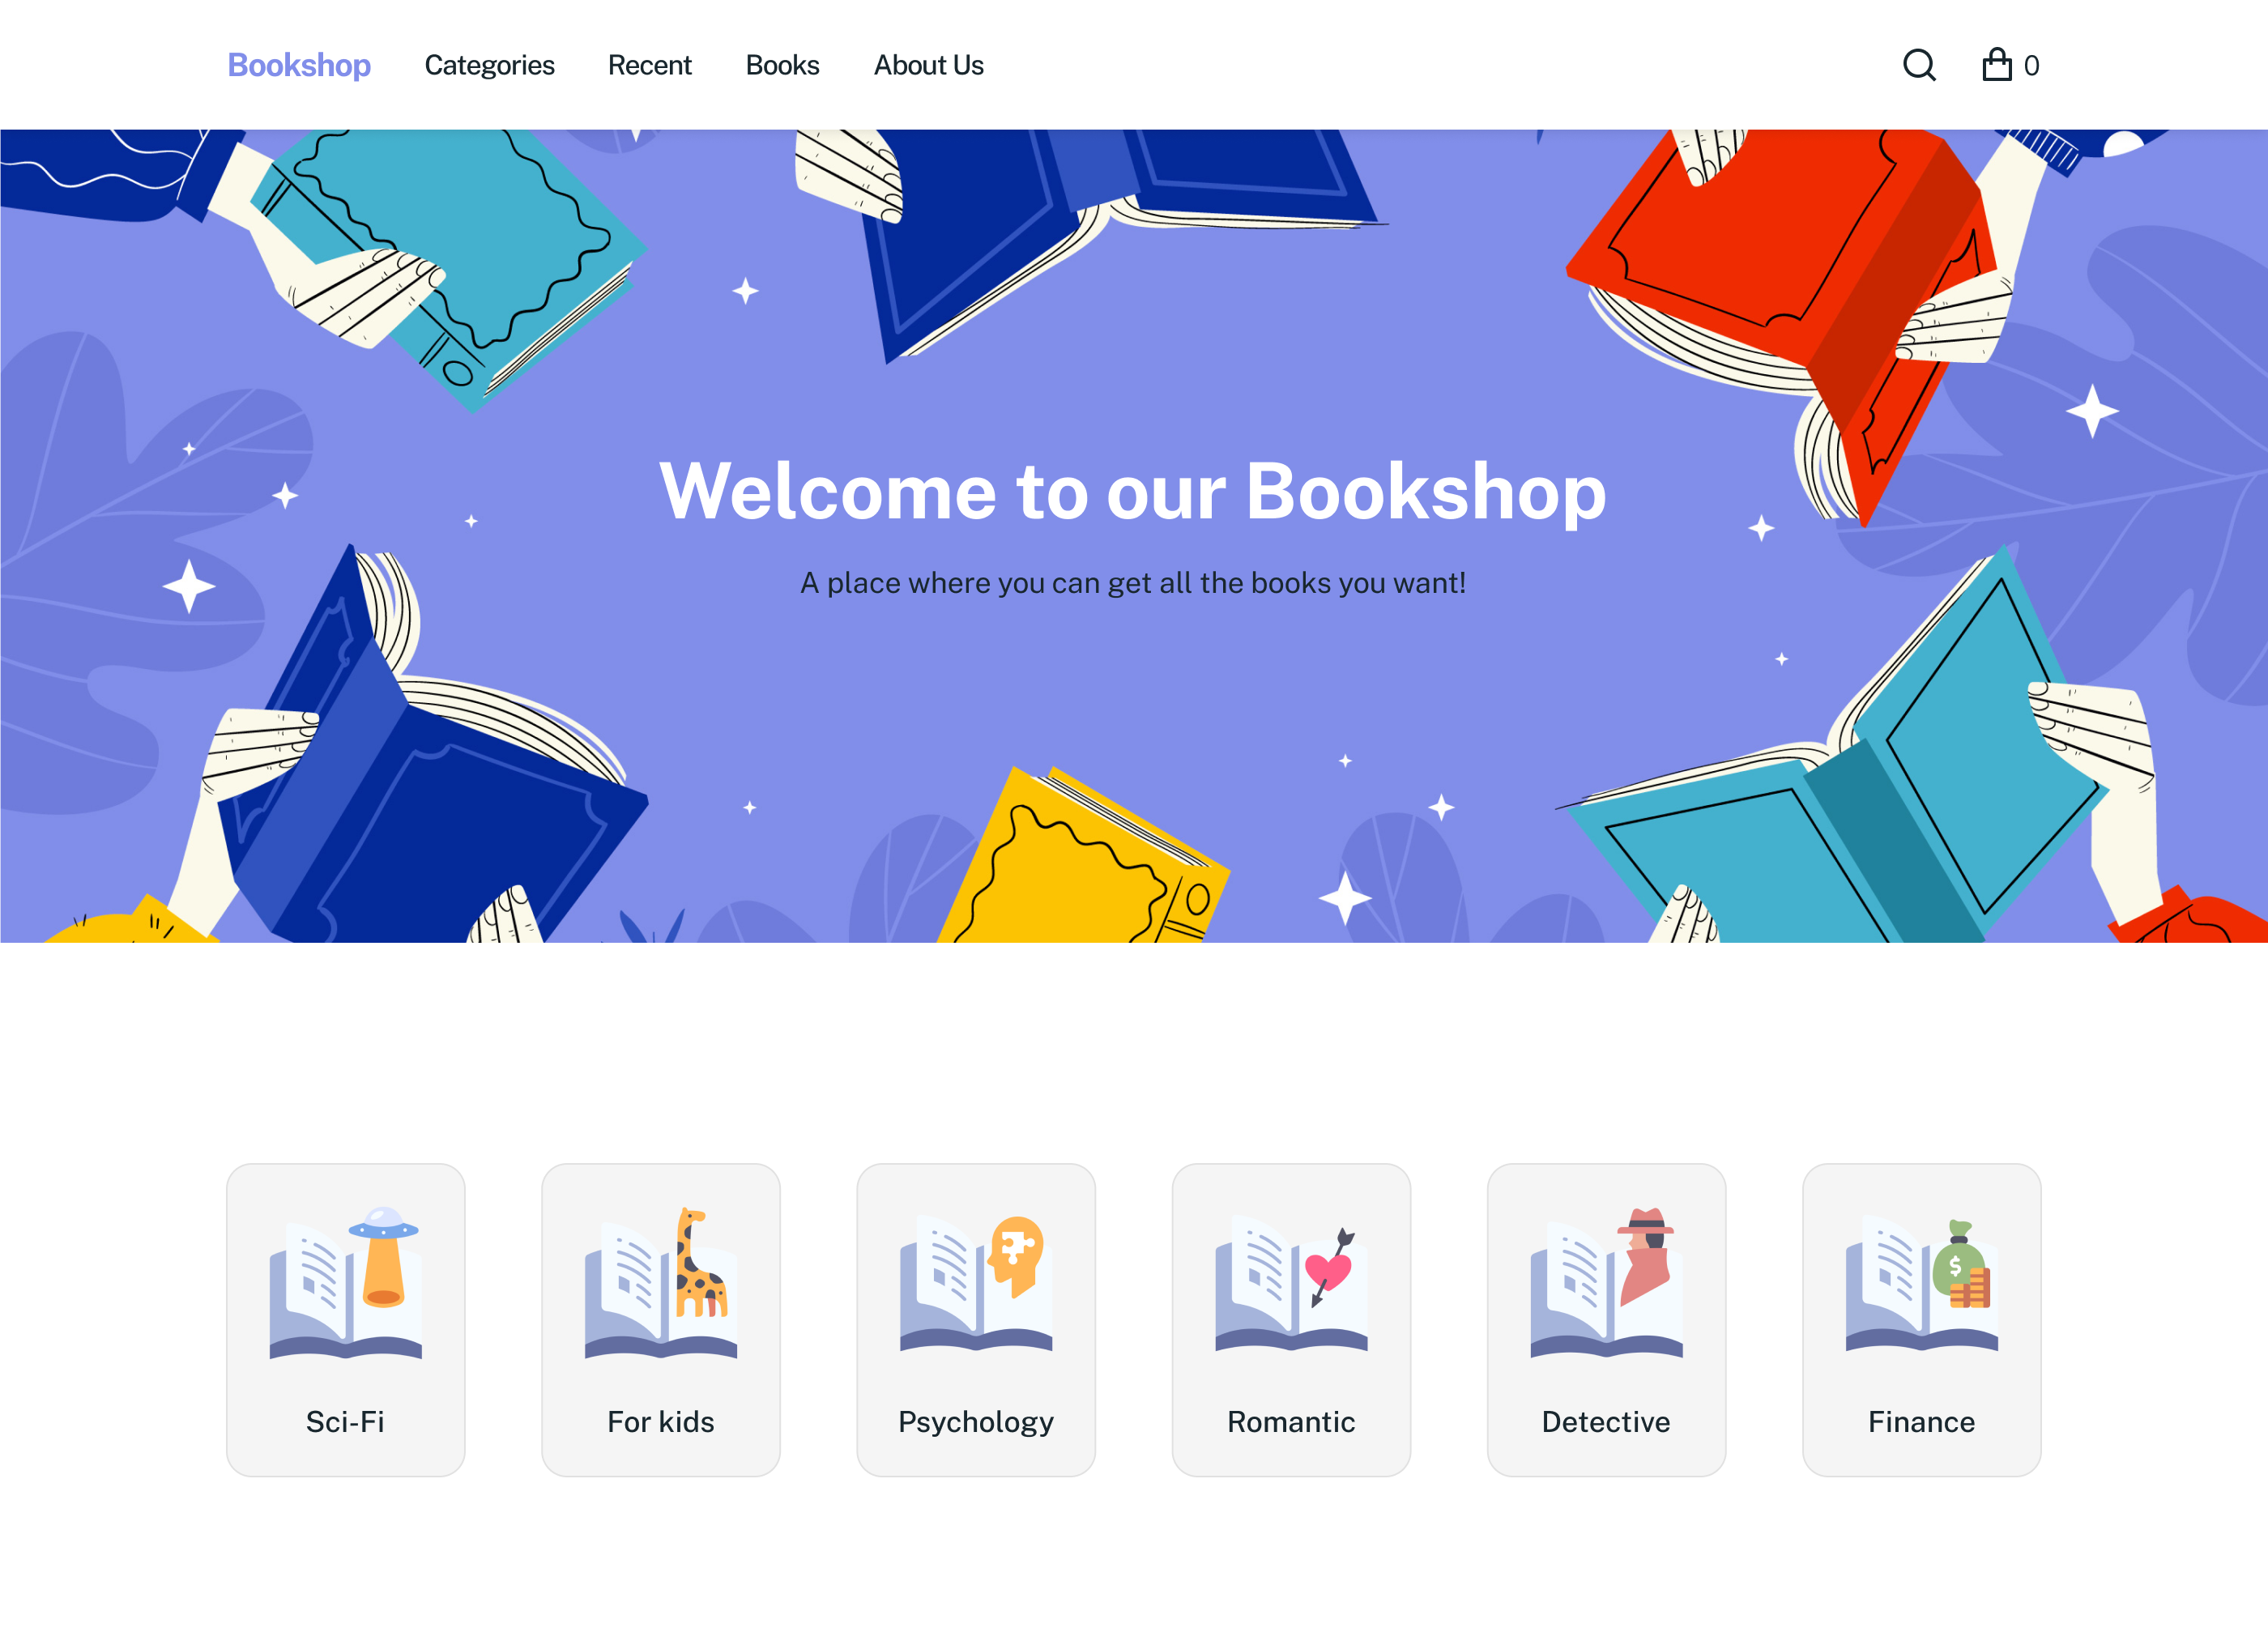 Bookshop Categories Recent Books About Us 0
Welcome to our Bookshop
A place where you can get all the books you want!
$
Sci-Fi For kids Psychology Romantic Detective Finance